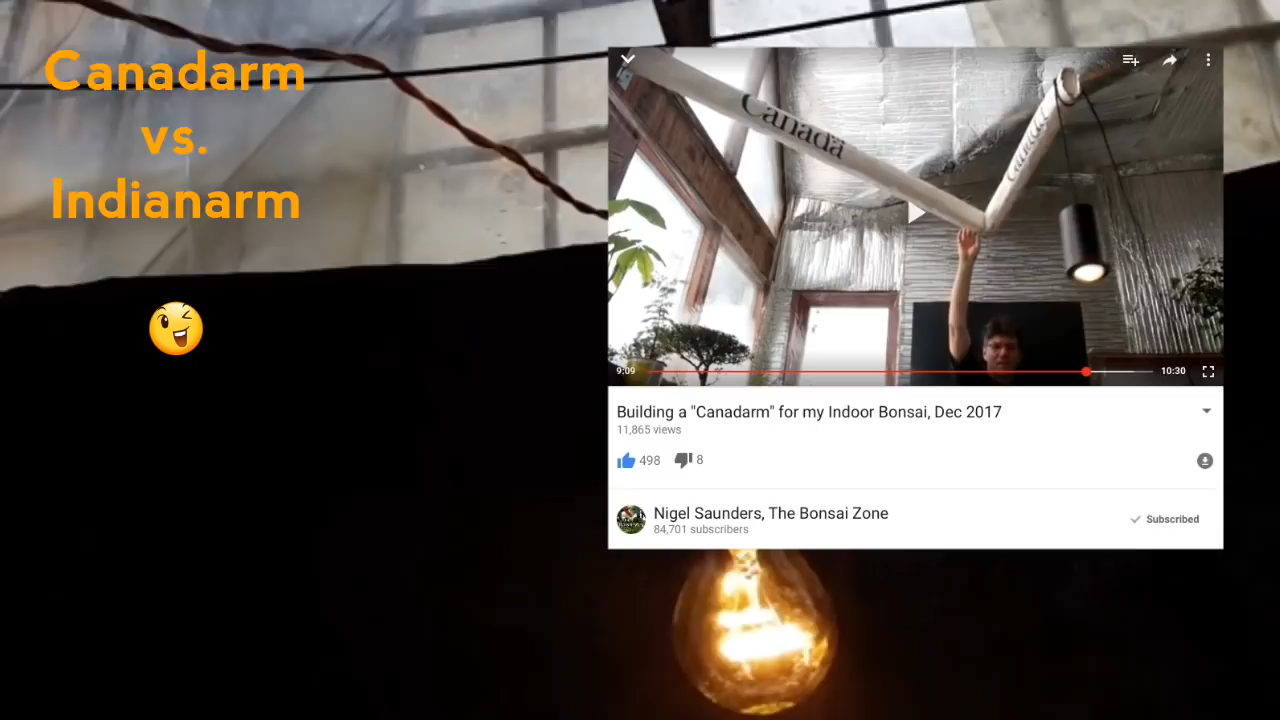 Canadarm
vs.
Indianarm
Canada
Canada
9:09
10:30
Building a "Canadarm" for my Indoor Bonsai, Dec 2017
11,865 views
498
8
Nigel Saunders, The Bonsai Zone
84,701 subscribers
Subscribed